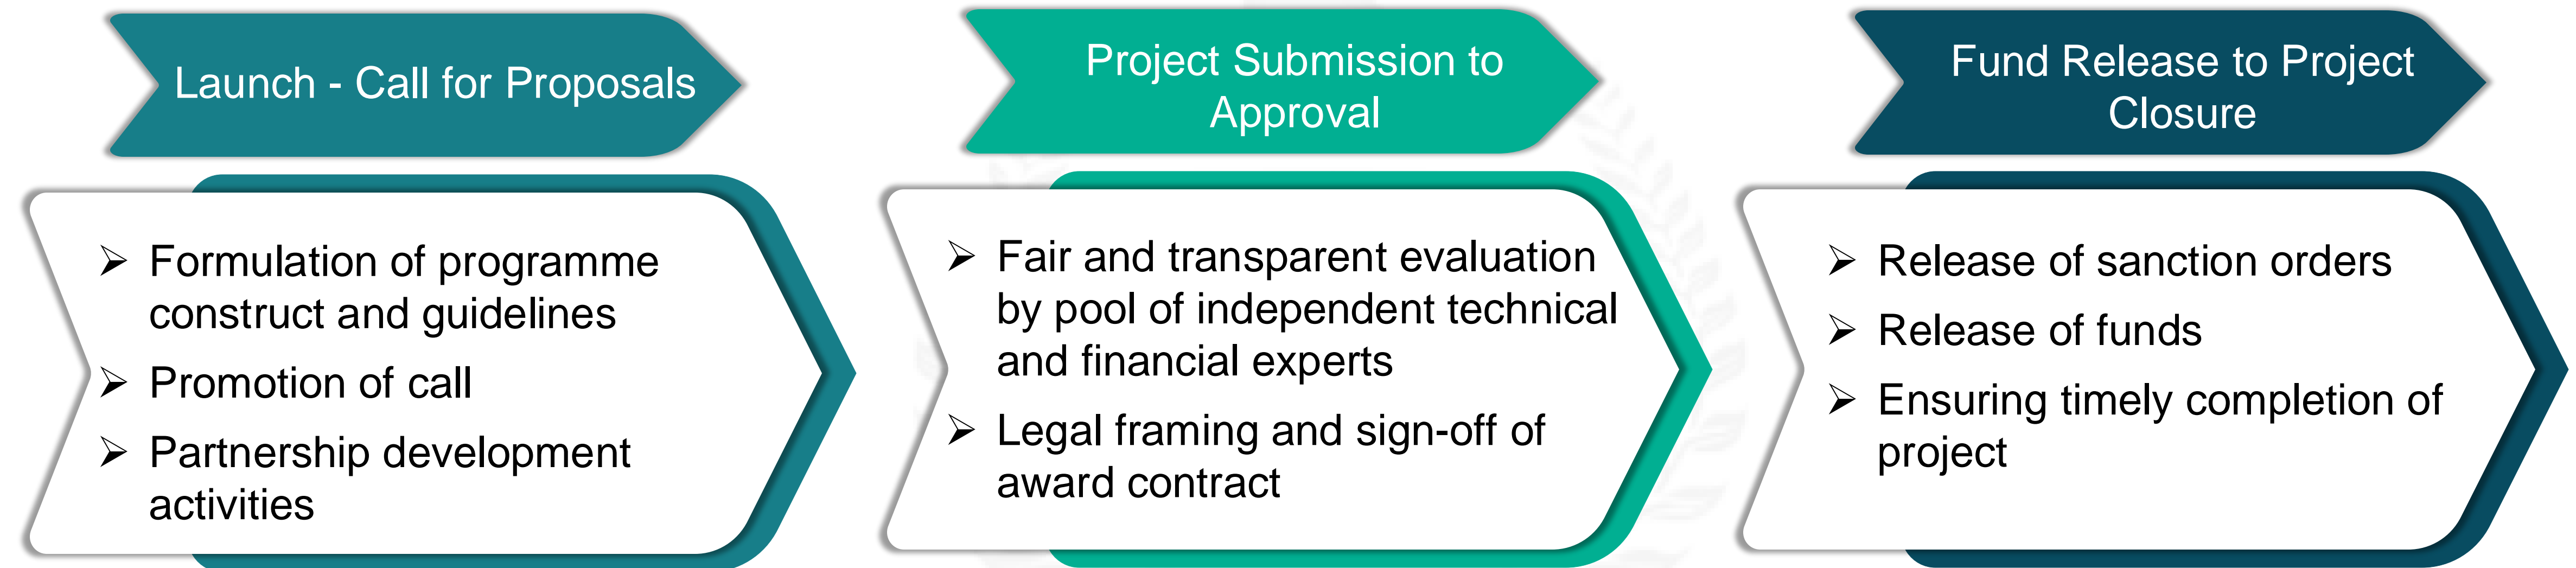 Launch - Call for Proposals
➢ Formulation of programme
construct and guidelines
➢ Promotion of call
➢ Partnership development
activities
Project Submission to
Approval
➢ Fair and transparent evaluation
by pool of independent technical
and financial experts
➢ Legal framing and sign-off of
award contract
Fund Release to Project
Closure
➢ Release of sanction orders
➢ Release of funds
➢ Ensuring timely completion of
project